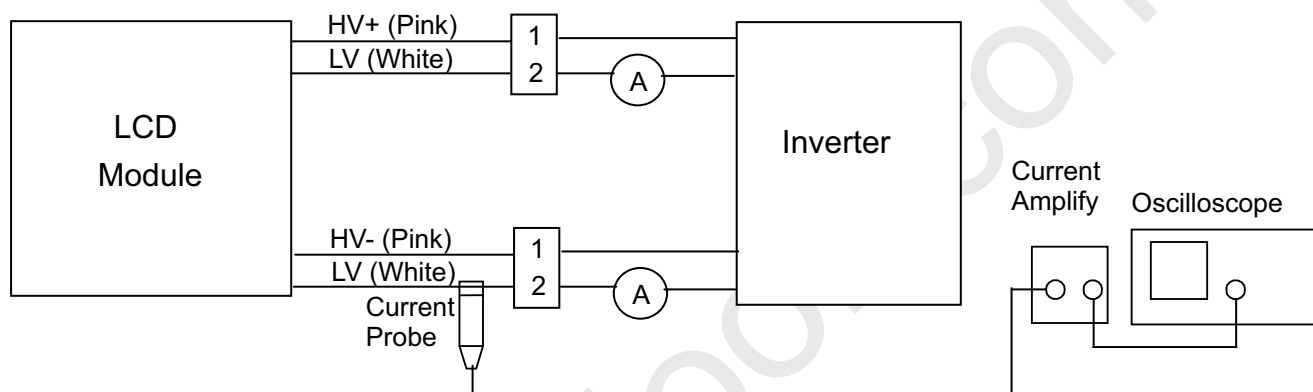 HV+ (Pink)
LV (White)
1
2
A
LCD
Module
Inverter
HV- (Pink)
LV (White)
1
2
A
Current
Probe
Current
Amplify
Oscilloscope